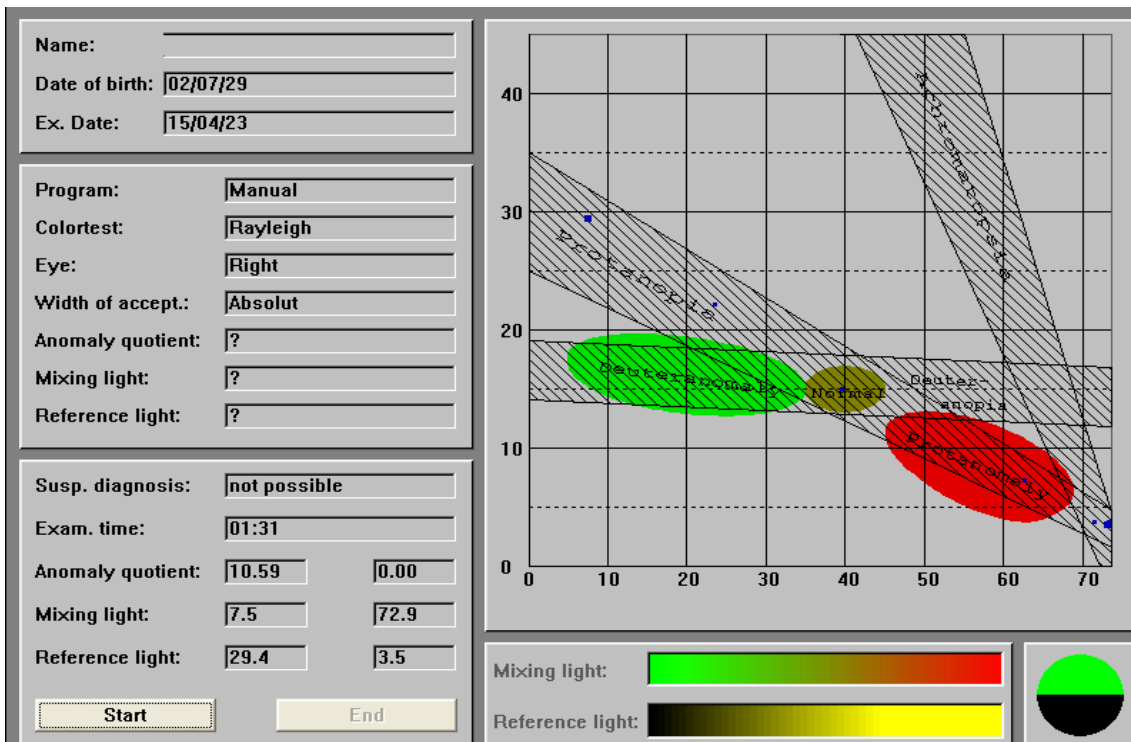 Name:
Date of birth: 02/07/29
Ex. Date: 15/04/23
Program: Manual
Colortest: Rayleigh
Eye: Right
Width of accept.: Absolut
Anomaly quotient: ?
Mixing light: ?
Reference light: ?
Susp. diagnosis: not possible
Exam. time: 01:31
Anomaly quotient: 10.59 0.00
Mixing light: 7.5 72.9
Reference light: 29.4 3.5
Start End
40
30
20
10
0
0 10 20 30 40 50 60 70
Achromatopsia
Protanopia
Deuteranomaly
Normal
Deuter-
anopia
Protanomaly
Mixing light:
Reference light: